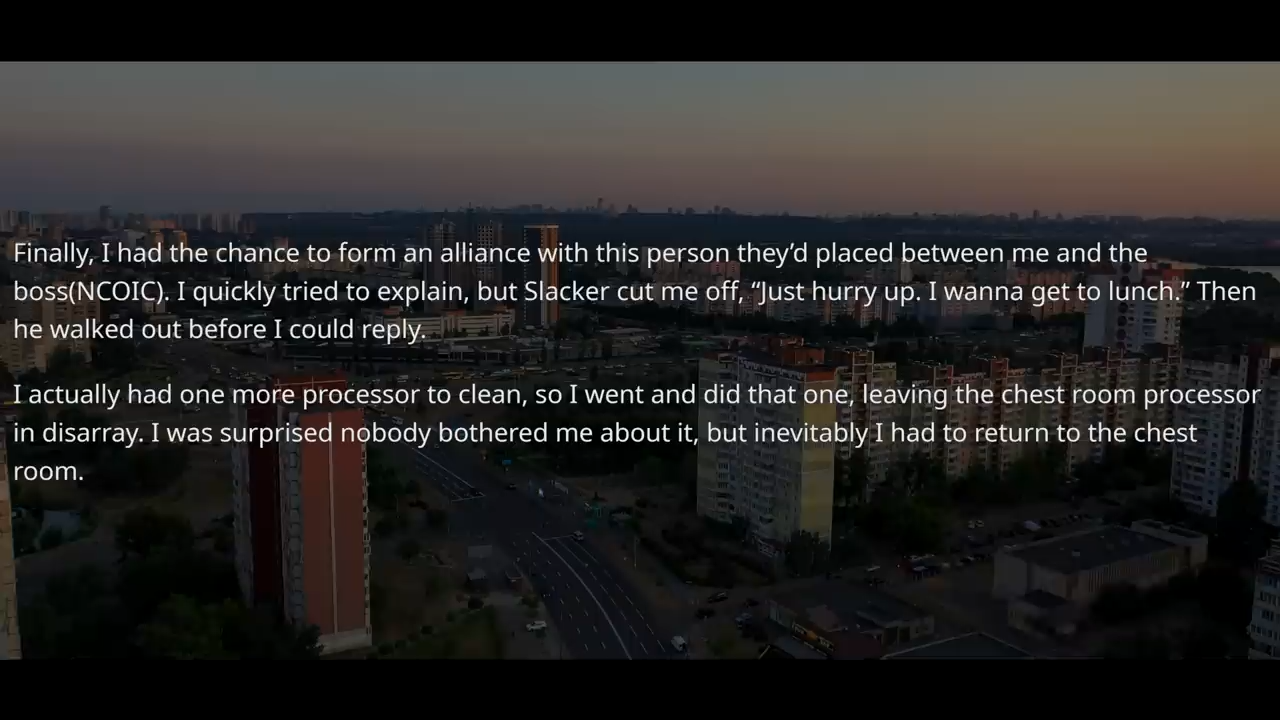 Finally, I had the chance to form an alliance with this person they’d placed between me and the
boss(NCOIC). I quickly tried to explain, but Slacker cut me off, “Just hurry up. I wanna get to lunch.” Then
he walked out before I could reply.
I actually had one more processor to clean, so I went and did that one, leaving the chest room processor
in disarray. I was surprised nobody bothered me about it, but inevitably I had to return to the chest
room.